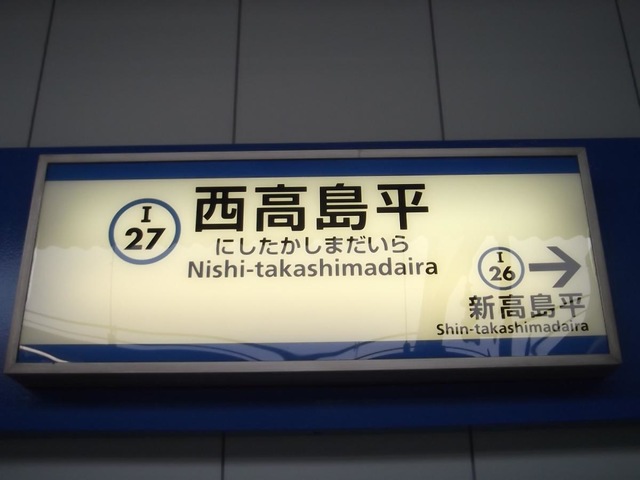 I
27
西高島平
にしたかしまだいら
Nishi-takashimadaira
I
26
新高島平
Shin-takashimadaira